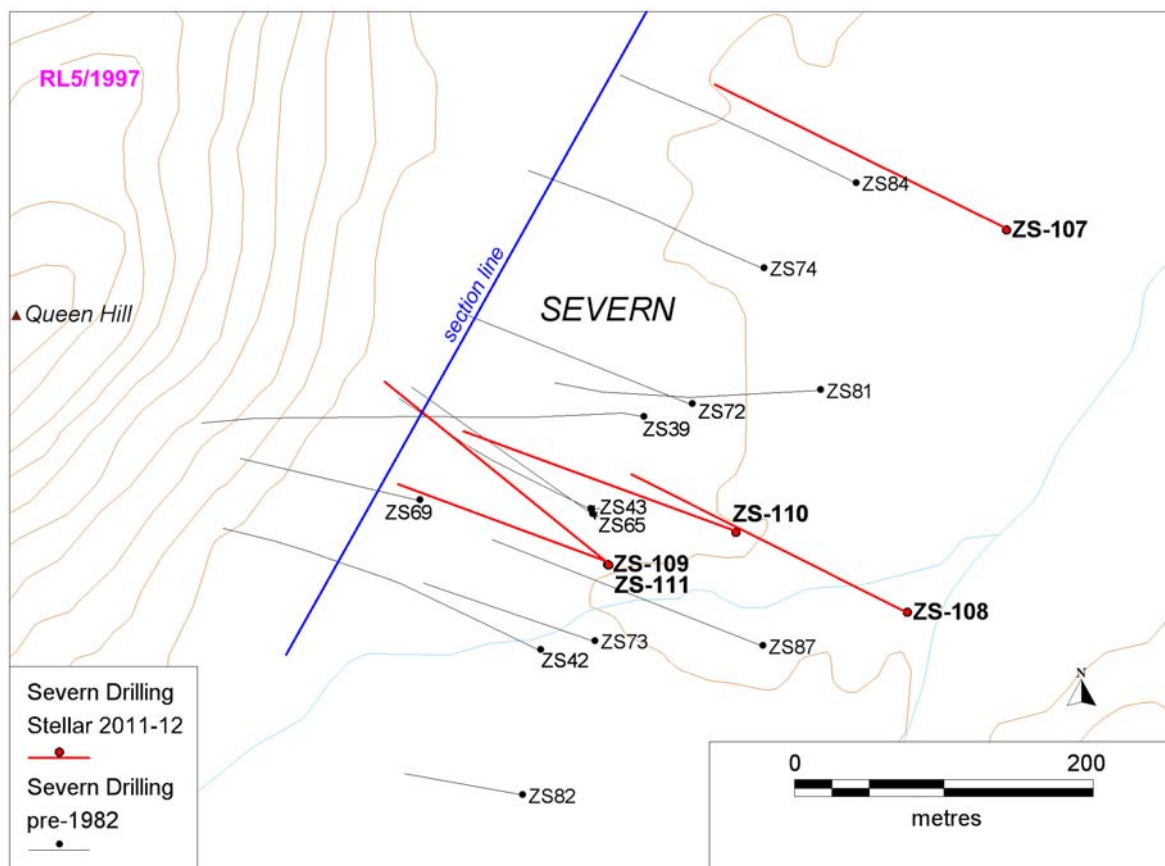 RL5/1997
ZS84
ZS-107
ZS74
section line
SEVERN
Queen Hill
ZS81
ZS72
ZS39
ZS43
ZS69
ZS65
ZS-110
ZS-109
ZS-111
ZS-108
ZS73
ZS87
ZS42
N
Severn Drilling
Stellar 2011-12
Severn Drilling
pre-1982
ZS82
0 200
metres